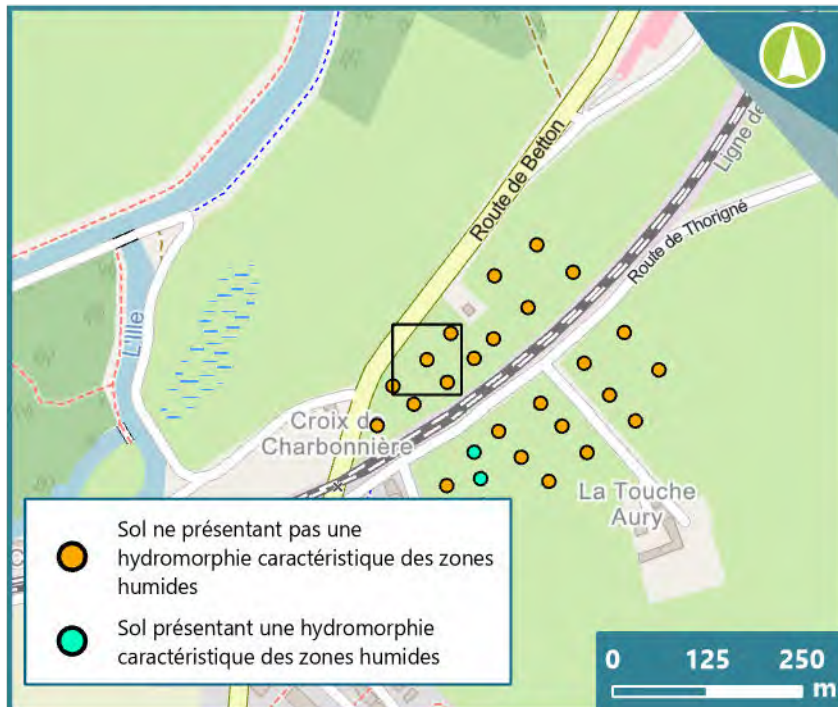 Route de Betton
Ligne de
Route de Thorigné
L'Ille
Croix d
Charbonnière
La Touche
Aury
Sol ne présentant pas une
hydromorphie caractéristique des zones
humides
Sol présentant une hydromorphie
caractéristique des zones humides
0 125 250
m